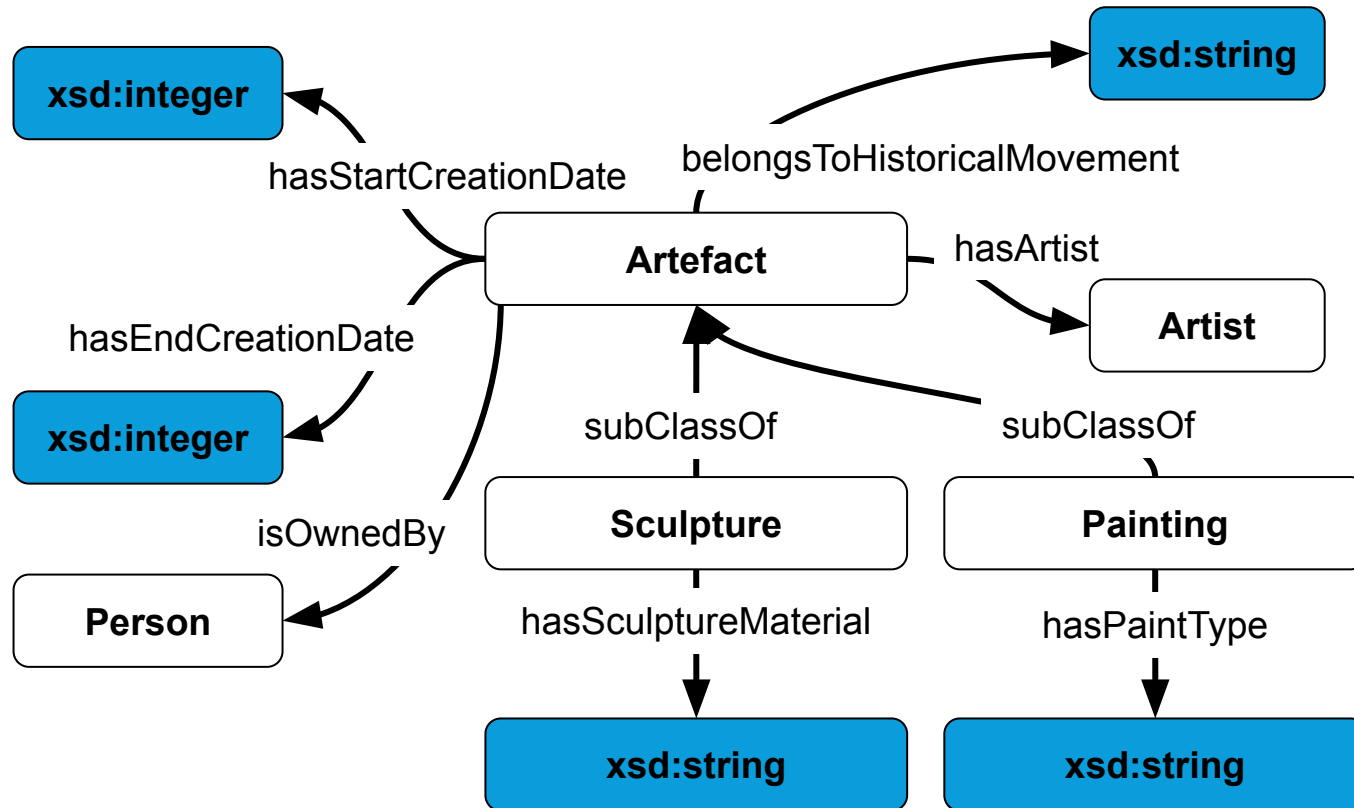 xsd:string
xsd:integer
belongsToHistoricalMovement
hasStartCreationDate
Artefact
hasArtist
Artist
hasEndCreationDate
xsd:integer
subClassOf
subClassOf
Sculpture
Painting
isOwnedBy
Person
hasSculptureMaterial
hasPaintType
xsd:string
xsd:string